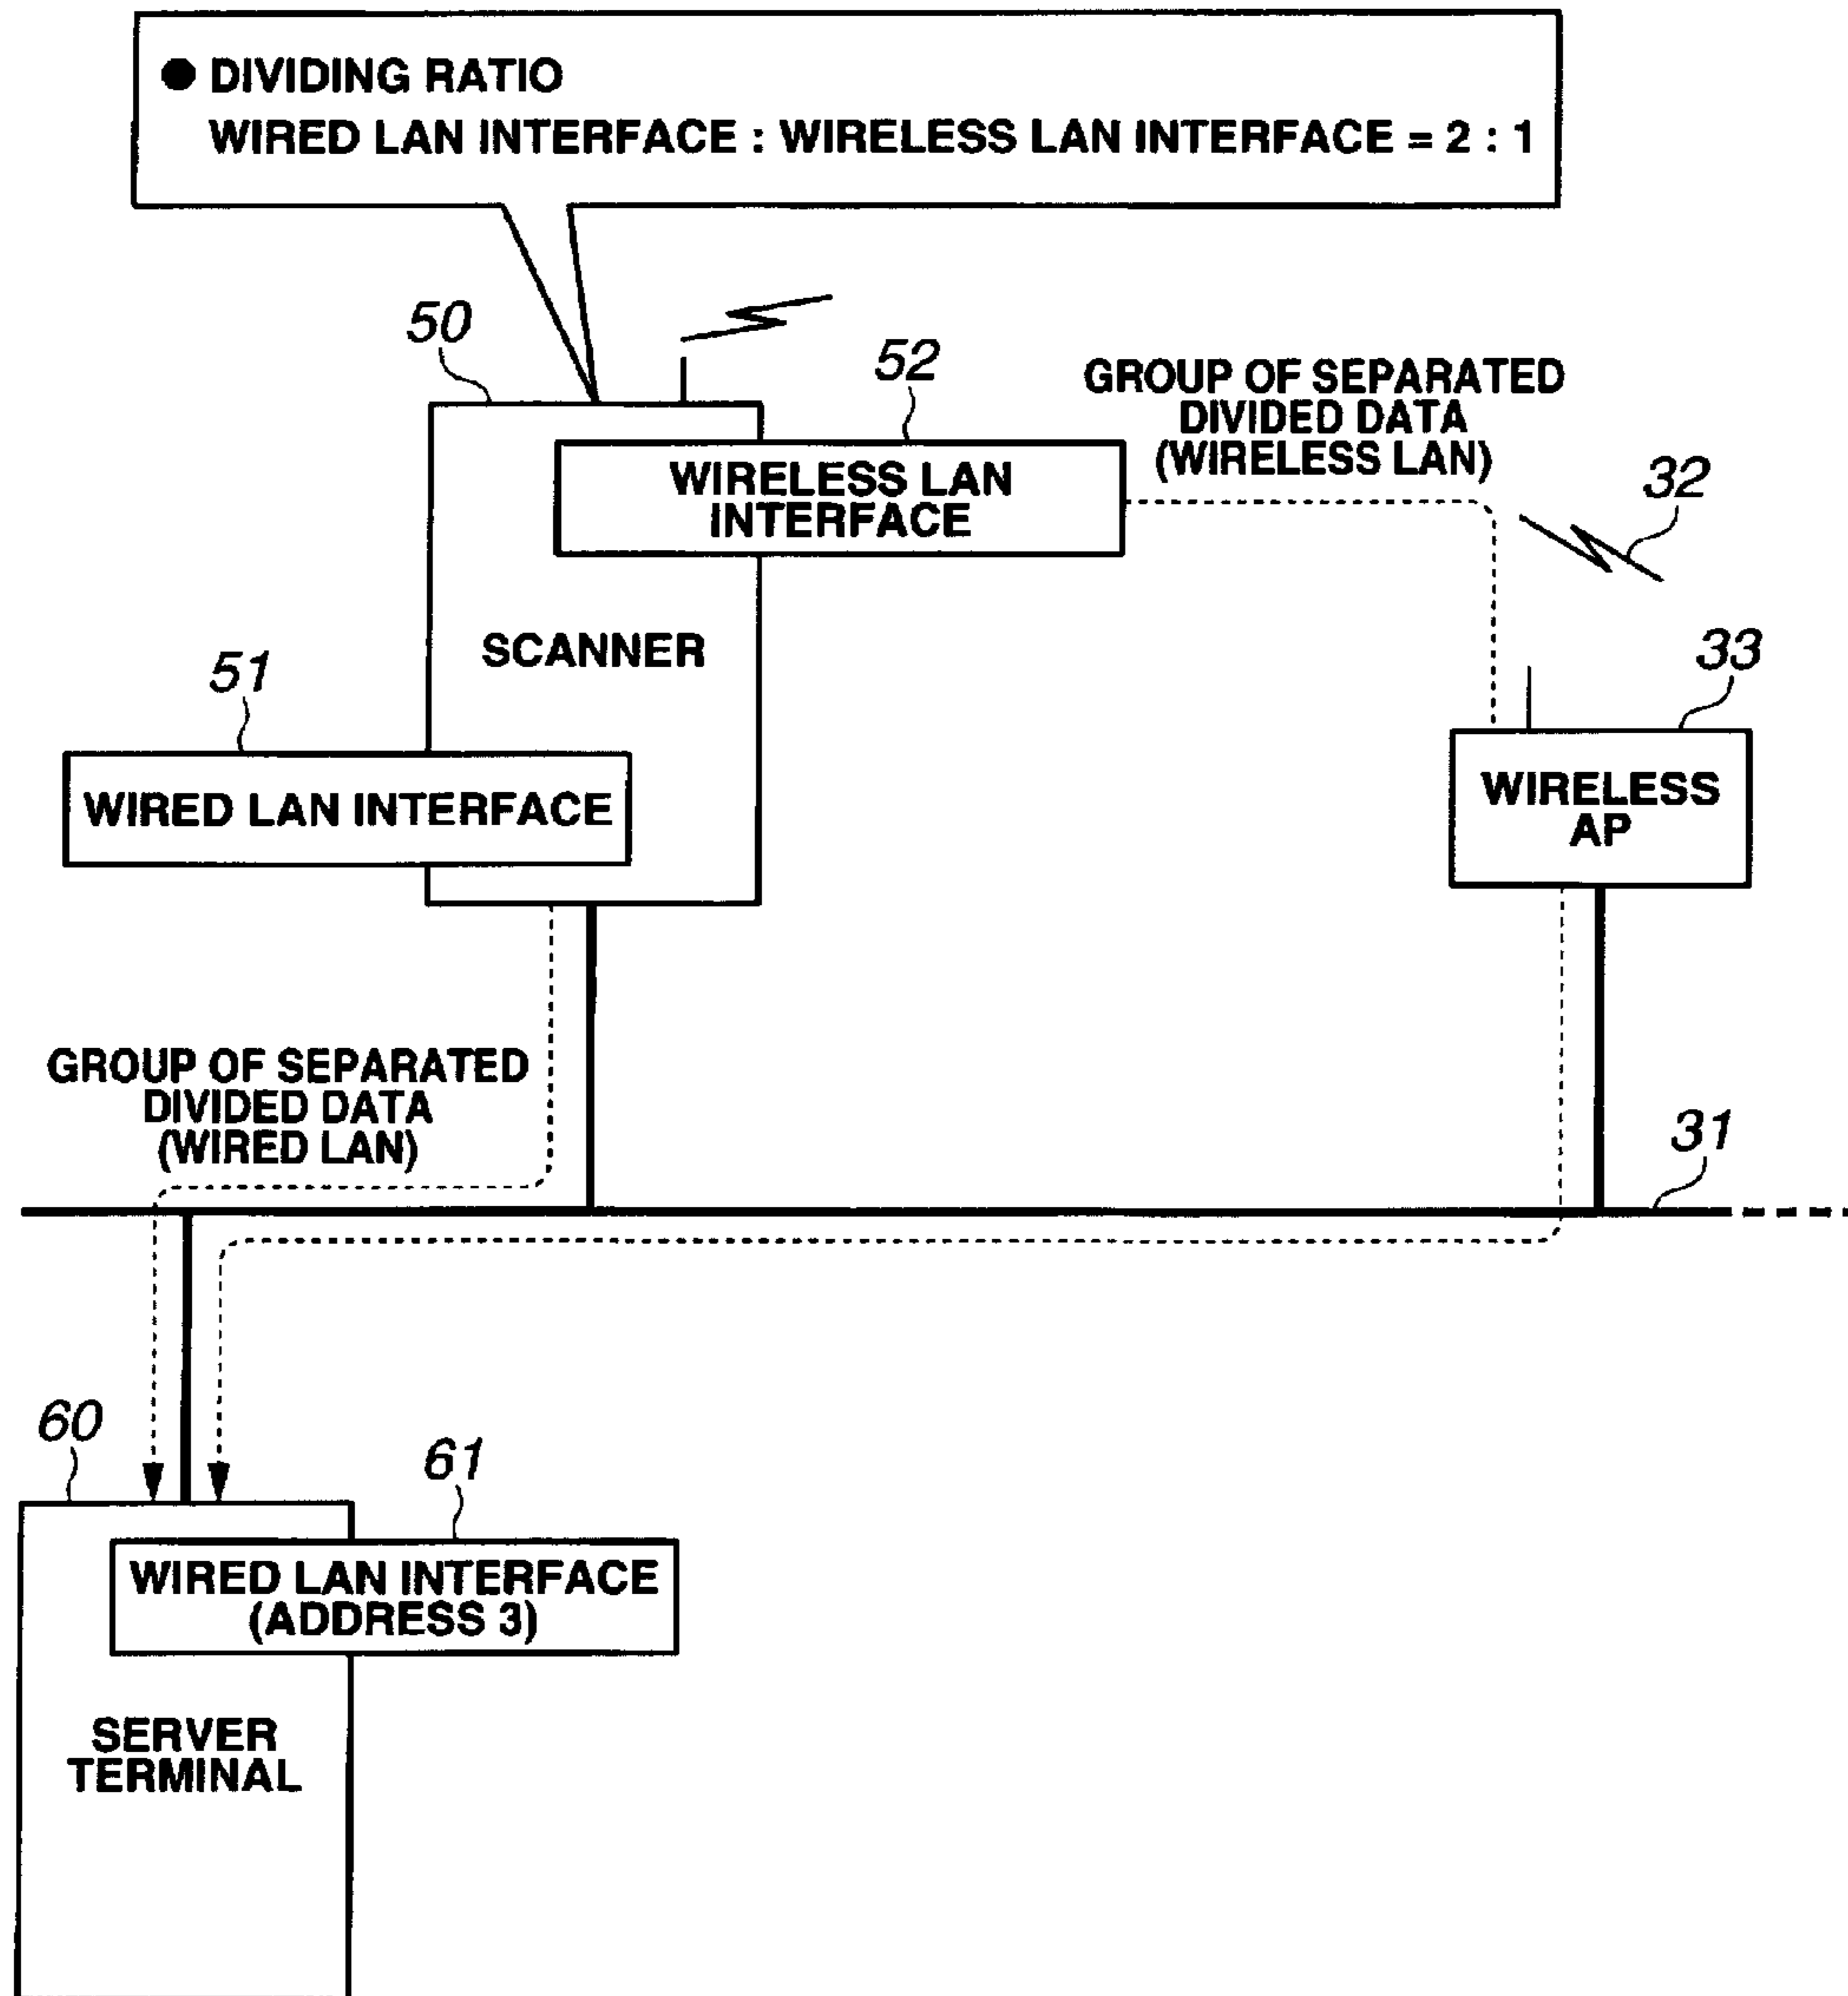 ● DIVIDING RATIO
WIRED LAN INTERFACE : WIRELESS LAN INTERFACE = 2 : 1
50
52
GROUP OF SEPARATED
DIVIDED DATA
(WIRELESS LAN)
WIRELESS LAN
INTERFACE
32
SCANNER
51
33
WIRED LAN INTERFACE
WIRELESS
AP
GROUP OF SEPARATED
DIVIDED DATA
(WIRED LAN)
31
60
61
WIRED LAN INTERFACE
(ADDRESS 3)
SERVER
TERMINAL